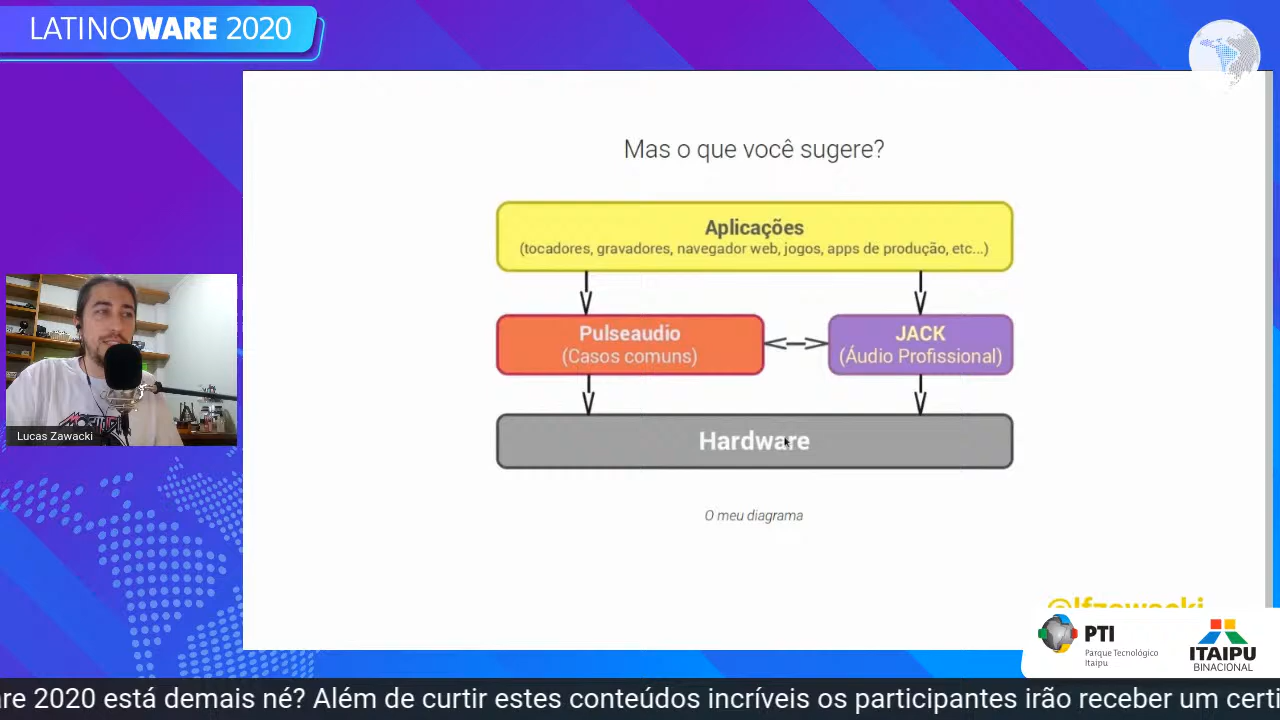 LATINOWARE 2020
Mas o que você sugere?
Aplicações
(tocadores, gravadores, navegador web, jogos, apps de produção, etc...)
Pulseaudio
(Casos comuns)
JACK
(Áudio Profissional)
Hardware
O meu diagrama
Lucas Zawacki
@lfzawacki
PTI
Parque Tecnológico
Itaipu
ITAIPU
BINACIONAL
are 2020 está demais né? Além de curtir estes conteúdos incríveis os participantes irão receber um certi